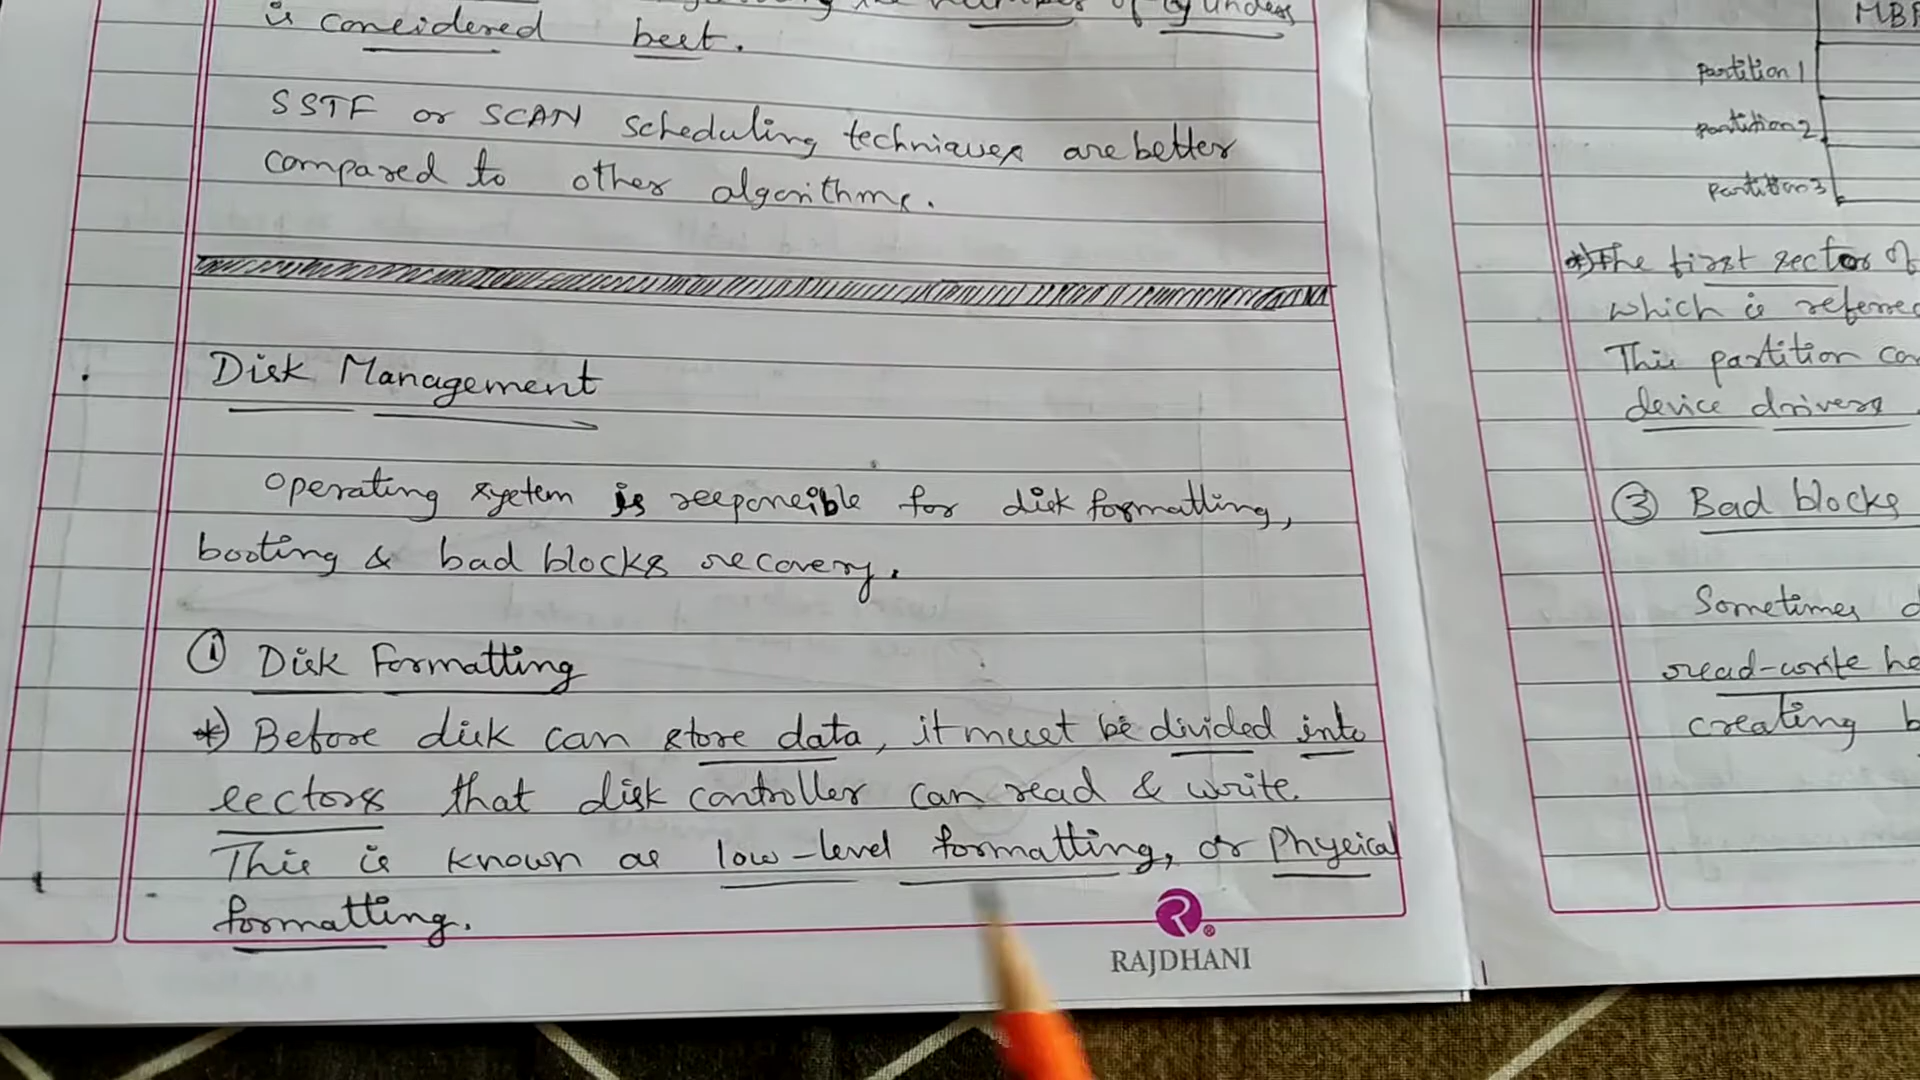 the number of cylinders
is considered best.
SSTF or SCAN scheduling techniques are better
compared to other algorithms.
Disk Management
operating system is responsible for disk formatting,
booting & bad blocks recovery.
① Disk Formatting
*) Before disk can store data, it must be divided into
sectors that disk controller can read & write.
This is known as low-level formatting, or Physical
formatting.
RAJDHANI
partition 1
partition 2
partition 3
*) The first sector of
which is
This partition
device drivers
③ Bad blocks
Sometimes
read-write
creating